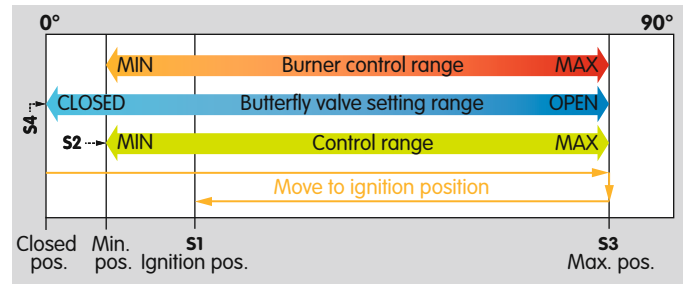 0° 90°
MIN Burner control range MAX
CLOSED Butterfly valve setting range OPEN
S4
S2 MIN Control range MAX
Move to ignition position
Closed Min. S1 S3
pos. pos. Ignition pos. Max. pos.